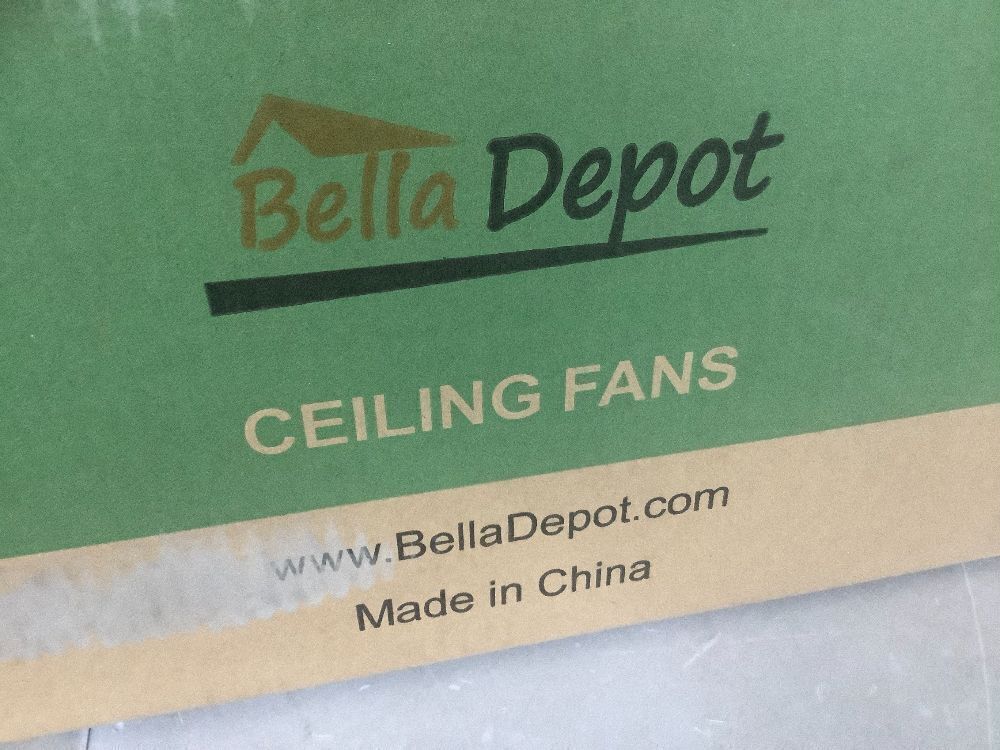 Bella Depot
CEILING FANS
www.BellaDepot.com
Made in China